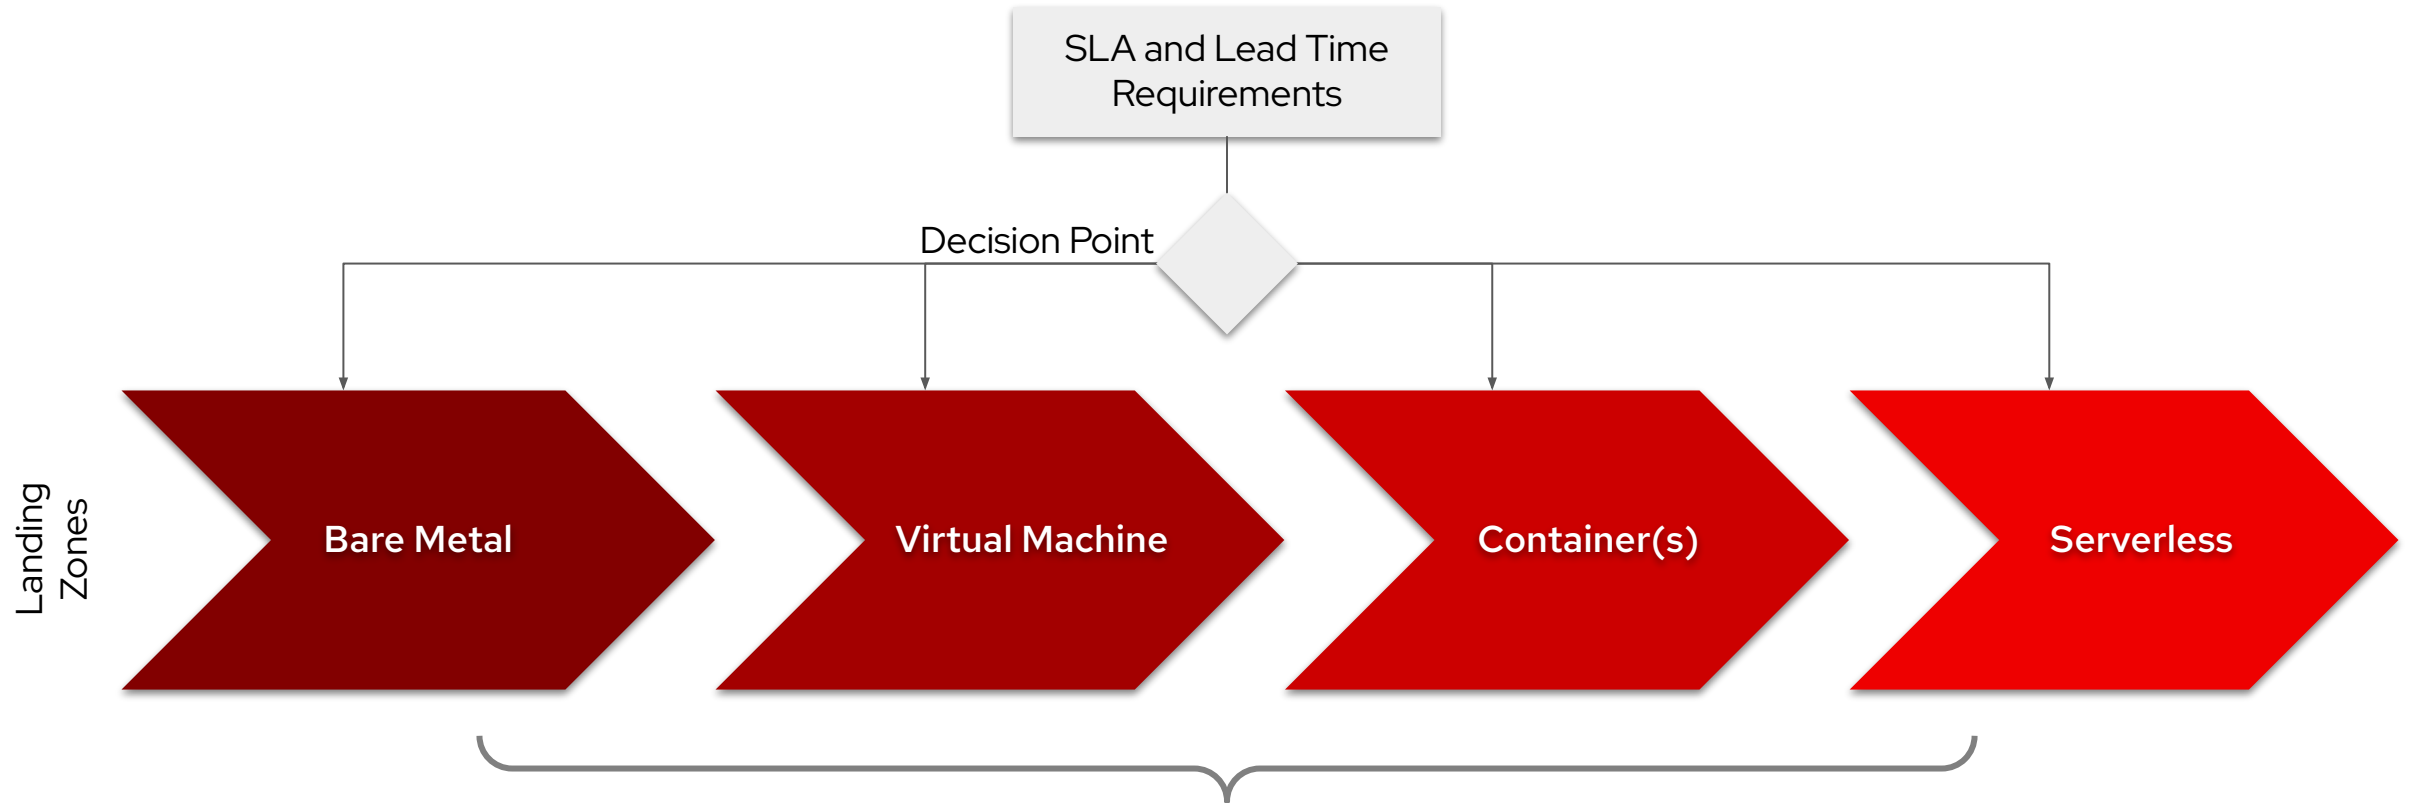 SLA and Lead Time
Requirements
Decision Point
Landing
Zones
Bare Metal
Virtual Machine
Container(s)
Serverless